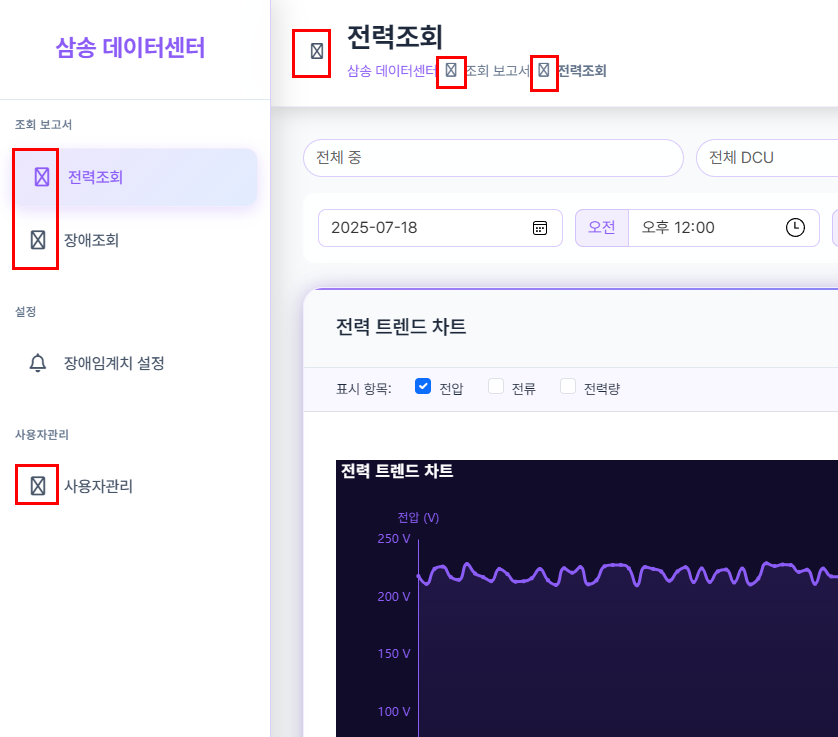 삼송 데이터센터
조회 보고서
전력조회
장애조회
설정
장애임계치 설정
사용자관리
사용자관리
전력조회
삼송 데이터센터 조회 보고서 전력조회
전체 중
전체 DCU
2025-07-18
오전 오후 12:00
전력 트렌드 차트
표시 항목: 전압 전류 전력량
전력 트렌드 차트
전압 (V)
250 V
200 V
150 V
100 V